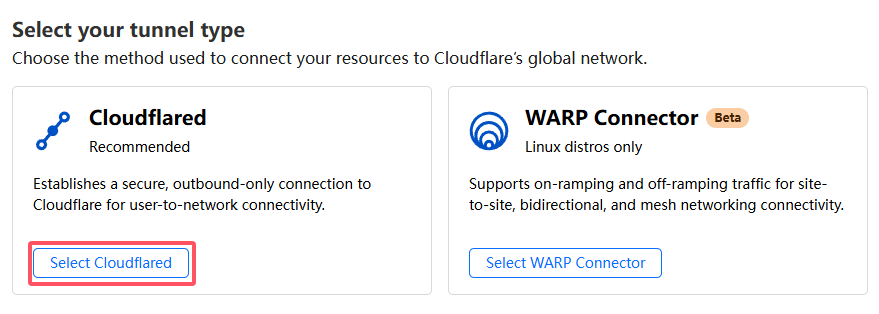 Select your tunnel type
Choose the method used to connect your resources to Cloudflare’s global network.
Cloudflared
Recommended
Establishes a secure, outbound-only connection to
Cloudflare for user-to-network connectivity.
Select Cloudflared
WARP Connector Beta
Linux distros only
Supports on-ramping and off-ramping traffic for site-
to-site, bidirectional, and mesh networking connectivity.
Select WARP Connector